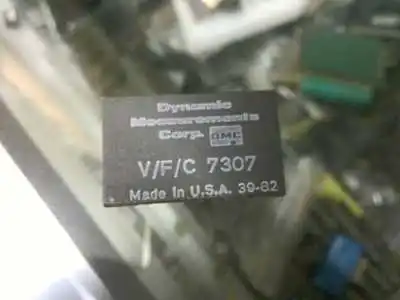 Dynamic
Measurements
Corp. DMC
V/F/C 7307
Made in U.S.A. 39-82